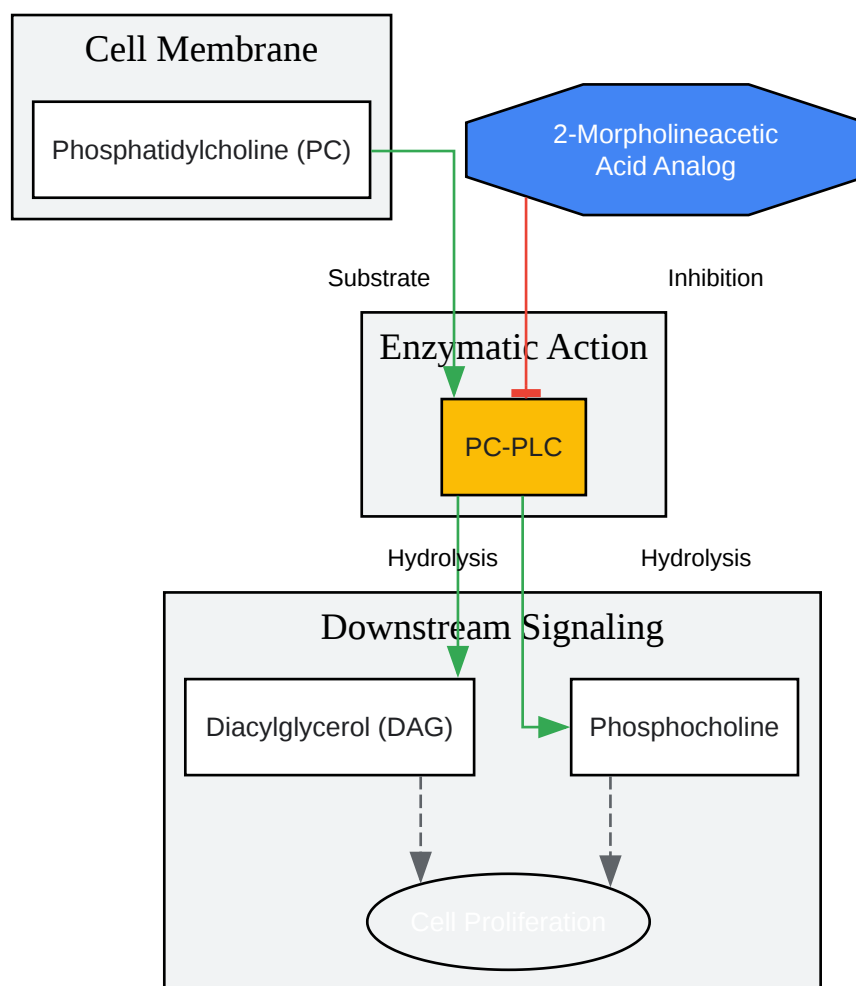 Cell Membrane
Phosphatidylcholine (PC)
2-Morpholineacetic
Acid Analog
Substrate
Inhibition
Enzymatic Action
PC-PLC
Hydrolysis
Hydrolysis
Downstream Signaling
Diacylglycerol (DAG)
Phosphocholine
Cell Proliferation